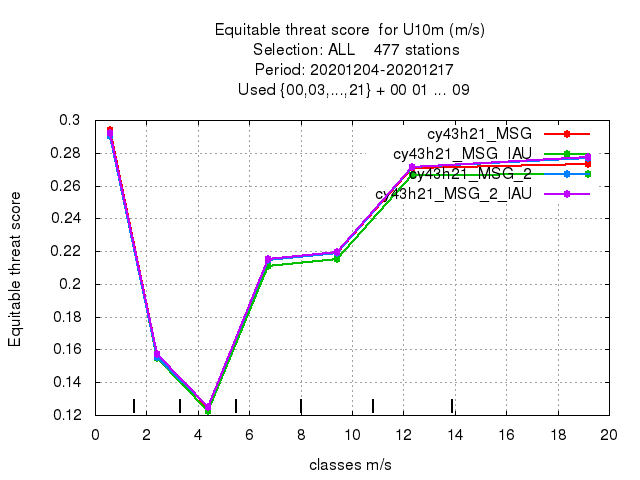 Equitable threat score for U10m (m/s)
Selection: ALL 477 stations
Period: 20201204-20201217
Used {00,03,...,21} + 00 01 ... 09
cy43h21_MSG
cy43h21_MSG_IAU
cy43h21_MSG_2
cy43h21_MSG_2_IAU
Equitable threat score
0.3
0.28
0.26
0.24
0.22
0.2
0.18
0.16
0.14
0.12
0 2 4 6 8 10 12 14 16 18 20
classes m/s